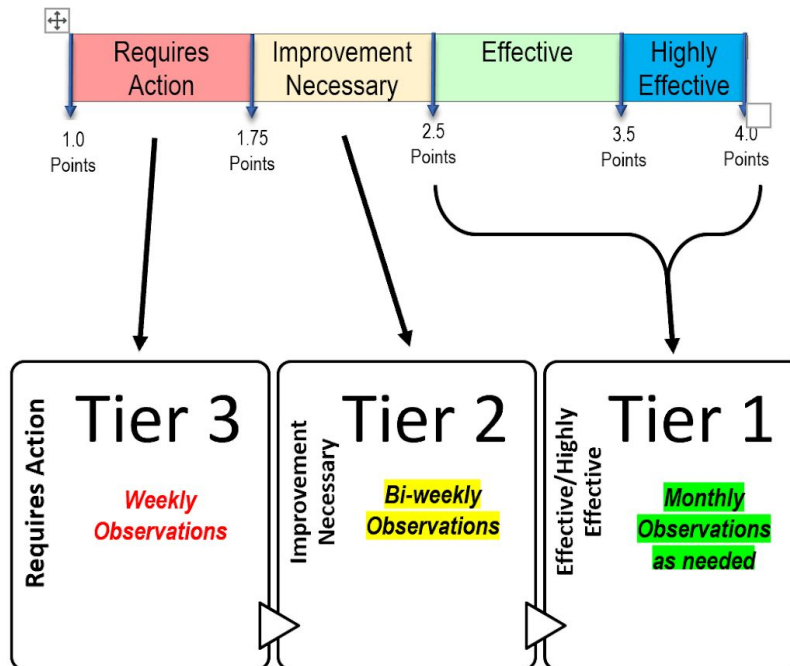 Requires
Action
Improvement
Necessary
Effective
Highly
Effective
1.0
Points
1.75
Points
2.5
Points
3.5
Points
4.0
Points
Requires Action
Tier 3
Weekly
Observations
Improvement
Necessary
Tier 2
Bi-weekly
Observations
Effective/Highly
Effective
Tier 1
Monthly
Observations
as needed